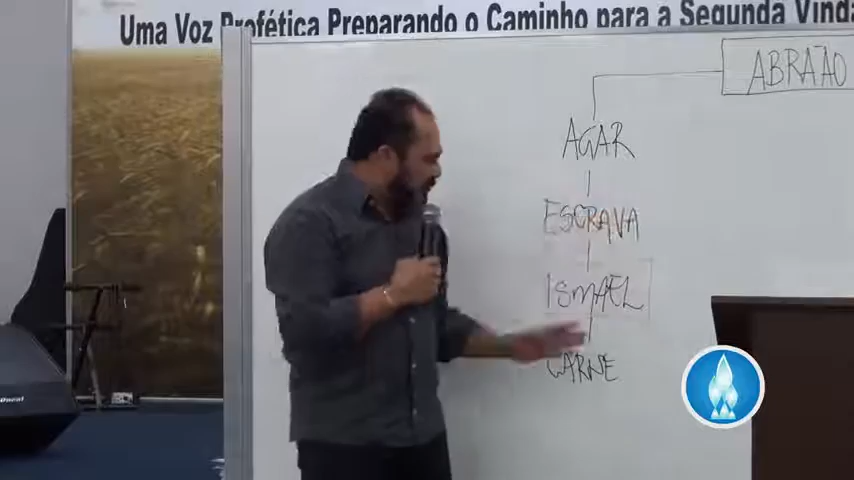 Uma Voz Profética Preparando o Caminho para a Segunda Vinda
ABRAÃO
AGAR
ESCRAVA
ISMAEL
CARNE